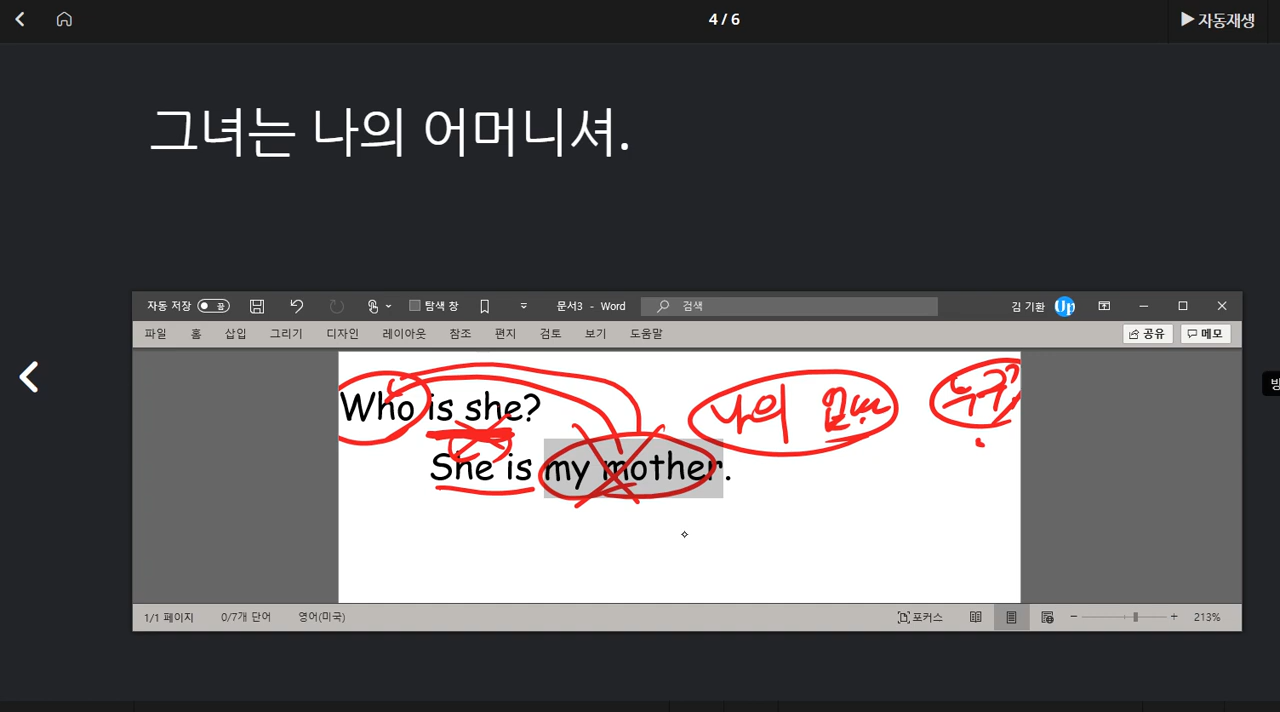 4 / 6
▶ 자동재생
그녀는 나의 어머니셔.
자동 저장 끔 탐색 창 문서3 - Word 검색 김 기환 Up
파일 홈 삽입 그리기 디자인 레이아웃 참조 편지 검토 보기 도움말 공유 메모
Who is she? 나의 엄마 누구?
She is my mother.
1/1 페이지 0/7개 단어 영어(미국) 포커스 213%